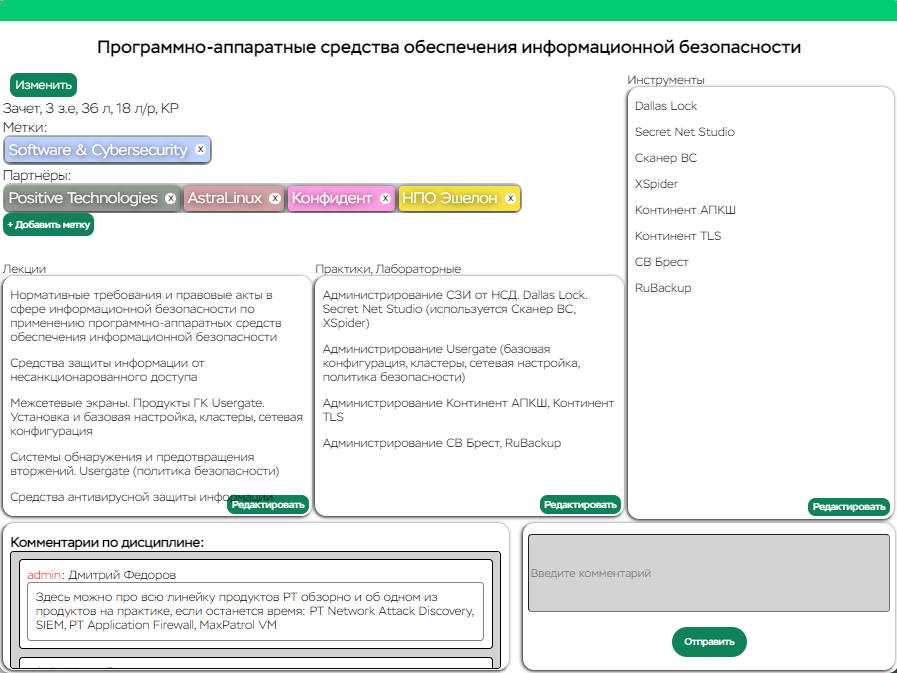 Программно-аппаратные средства обеспечения информационной безопасности
Изменить
Зачет, 3 з.е, 36 л, 18 л/р, КР
Метки:
Software & Cybersecurity x
Партнёры:
Positive Technologies x AstraLinux x Конфидент x НПО Эшелон x
+ Добавить метку
Лекции
Нормативные требования и правовые акты в
сфере информационной безопасности по
применению программно-аппаратных средств
обеспечения информационной безопасности
Средства защиты информации от
несанкционарованного доступа
Межсетевые экраны. Продукты ГК Usergate.
Установка и базовая настройка, кластеры, сетевая
конфигурация
Системы обнаружения и предотвращения
вторжений. Usergate (политика безопасности)
Средства антивирусной защиты информации
Редактировать
Практики, Лабораторные
Администрирование СЗИ от НСД. Dallas Lock.
Secret Net Studio (используется Сканер ВС,
XSpider)
Администрирование Usergate (базовая
конфигурация, кластеры, сетевая настройка,
политика безопасности)
Администрирование Континент АПКШ, Континент
TLS
Администрирование СВ Брест, RuBackup
Редактировать
Инструменты
Dallas Lock
Secret Net Studio
Сканер ВС
XSpider
Континент АПКШ
Континент TLS
СВ Брест
RuBackup
Редактировать
Комментарии по дисциплине:
admin: Дмитрий Федоров
Здесь можно про всю линейку продуктов PT обзорно и об одном из
продуктов на практике, если останется время: PT Network Attack Discovery,
SIEM, PT Application Firewall, MaxPatrol VM
Введите комментарий
Отправить